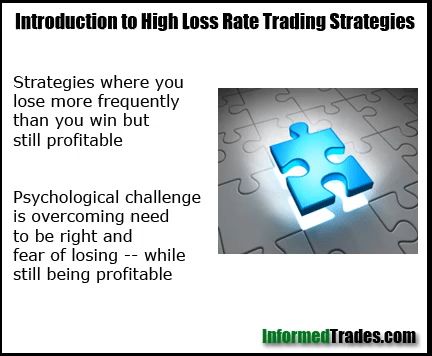 Introduction to High Loss Rate Trading Strategies
Strategies where you
lose more frequently
than you win but
still profitable
Psychological challenge
is overcoming need
to be right and
fear of losing -- while
still being profitable
InformedTrades.com